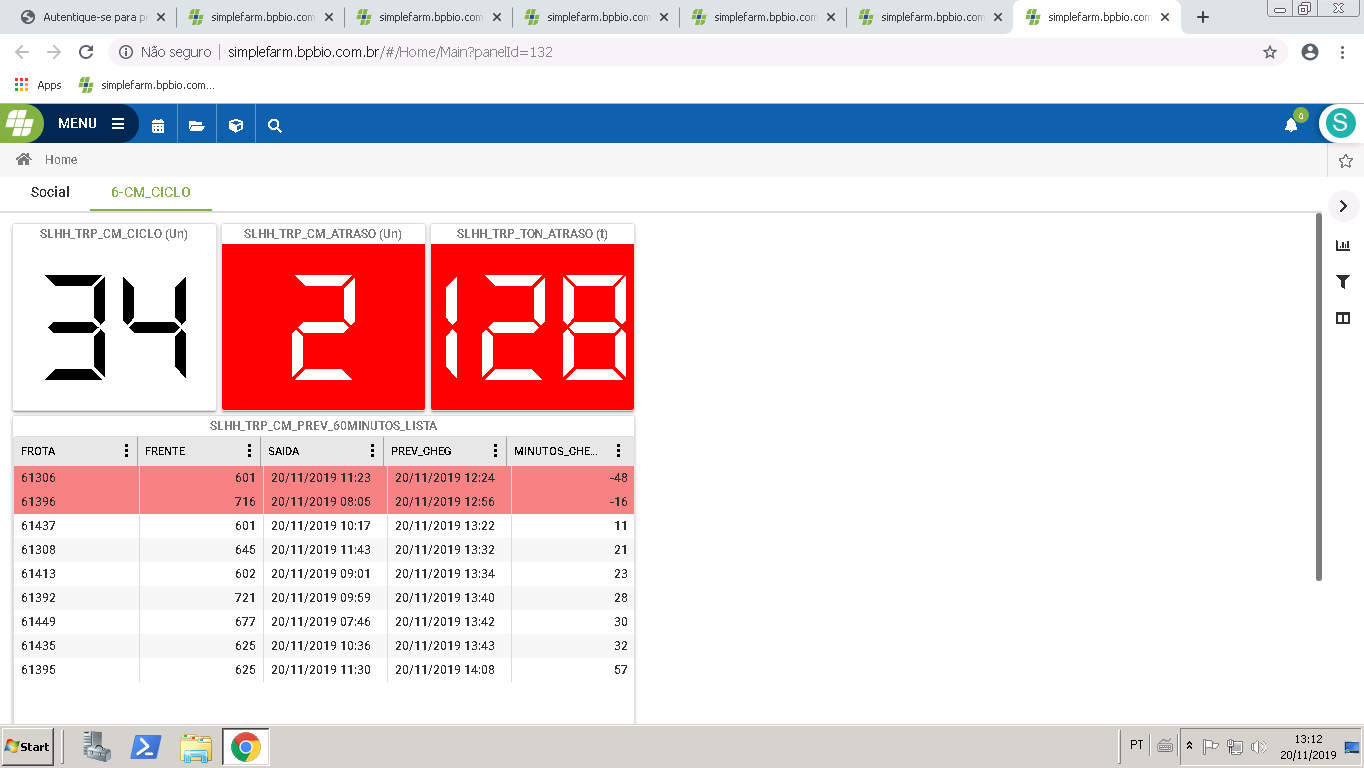 Autentique-se para p
simplefarm.bpbio.com
simplefarm.bpbio.com
simplefarm.bpbio.com
simplefarm.bpbio.com
simplefarm.bpbio.com
simplefarm.bpbio.com
Não seguro | simplefarm.bpbio.com.br/#/Home/Main?panelId=132
Apps simplefarm.bpbio.com...
MENU
0
S
Home
Social 6-CM_CICLO
SLHH_TRP_CM_CICLO (Un) SLHH_TRP_CM_ATRASO (Un) SLHH_TRP_TON_ATRASO (t)
34 2 128
SLHH_TRP_CM_PREV_60MINUTOS_LISTA
FROTA FRENTE SAIDA PREV_CHEG MINUTOS_CHE...
61306 601 20/11/2019 11:23 20/11/2019 12:24 -48
61396 716 20/11/2019 08:05 20/11/2019 12:56 -16
61437 601 20/11/2019 10:17 20/11/2019 13:22 11
61308 645 20/11/2019 11:43 20/11/2019 13:32 21
61413 602 20/11/2019 09:01 20/11/2019 13:34 23
61392 721 20/11/2019 09:59 20/11/2019 13:40 28
61449 677 20/11/2019 07:46 20/11/2019 13:42 30
61435 625 20/11/2019 10:36 20/11/2019 13:43 32
61395 625 20/11/2019 11:30 20/11/2019 14:08 57
Start
PT
13:12
20/11/2019